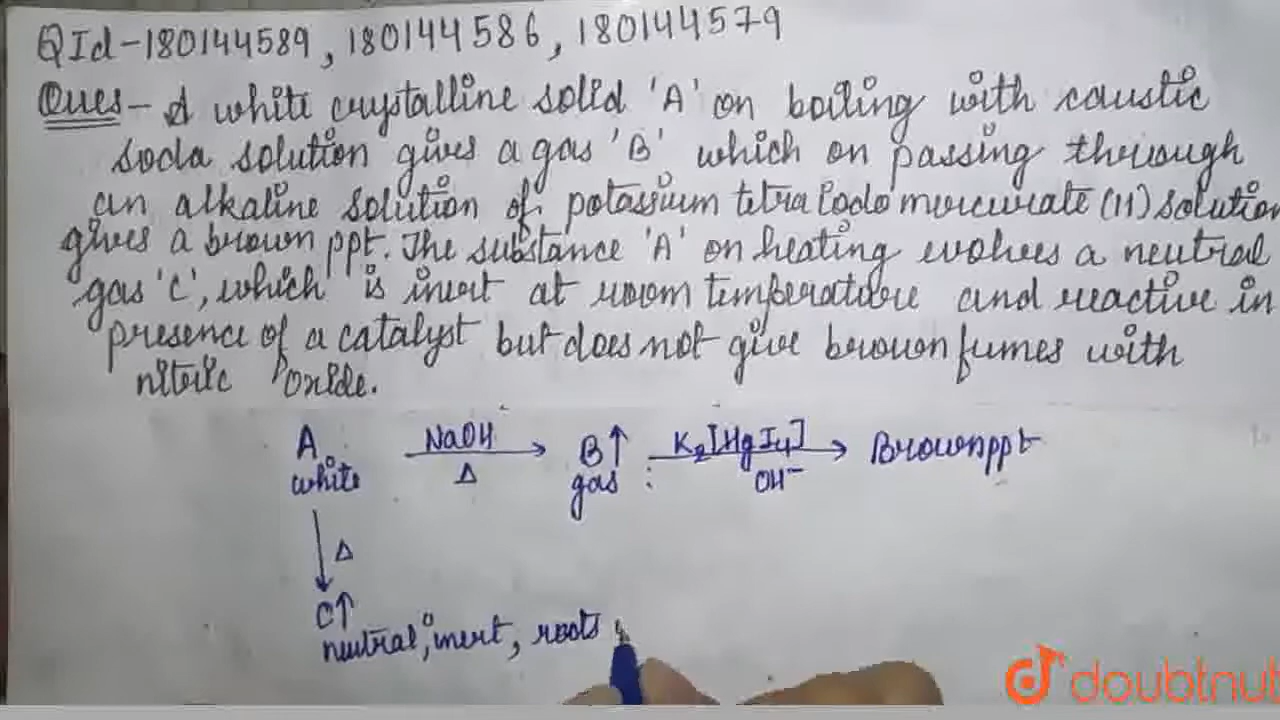 QId-180144589, 180144586, 180144579
Ques - A white crystalline solid 'A' on boiling with caustic
soda solution gives a gas 'B' which on passing through
an alkaline solution of potassium tetraiodomercurate (11) solution
gives a brown ppt. The substance 'A' on heating evolves a neutral
gas 'C', which is inert at room temperature and reactive in
presence of a catalyst but does not give brown fumes with
nitric oxide.
A NaOH B↑ K2[HgI4] Brown ppt
white Δ gas : OH-
Δ
C↑
neutral, inert, reacts
doubtnut